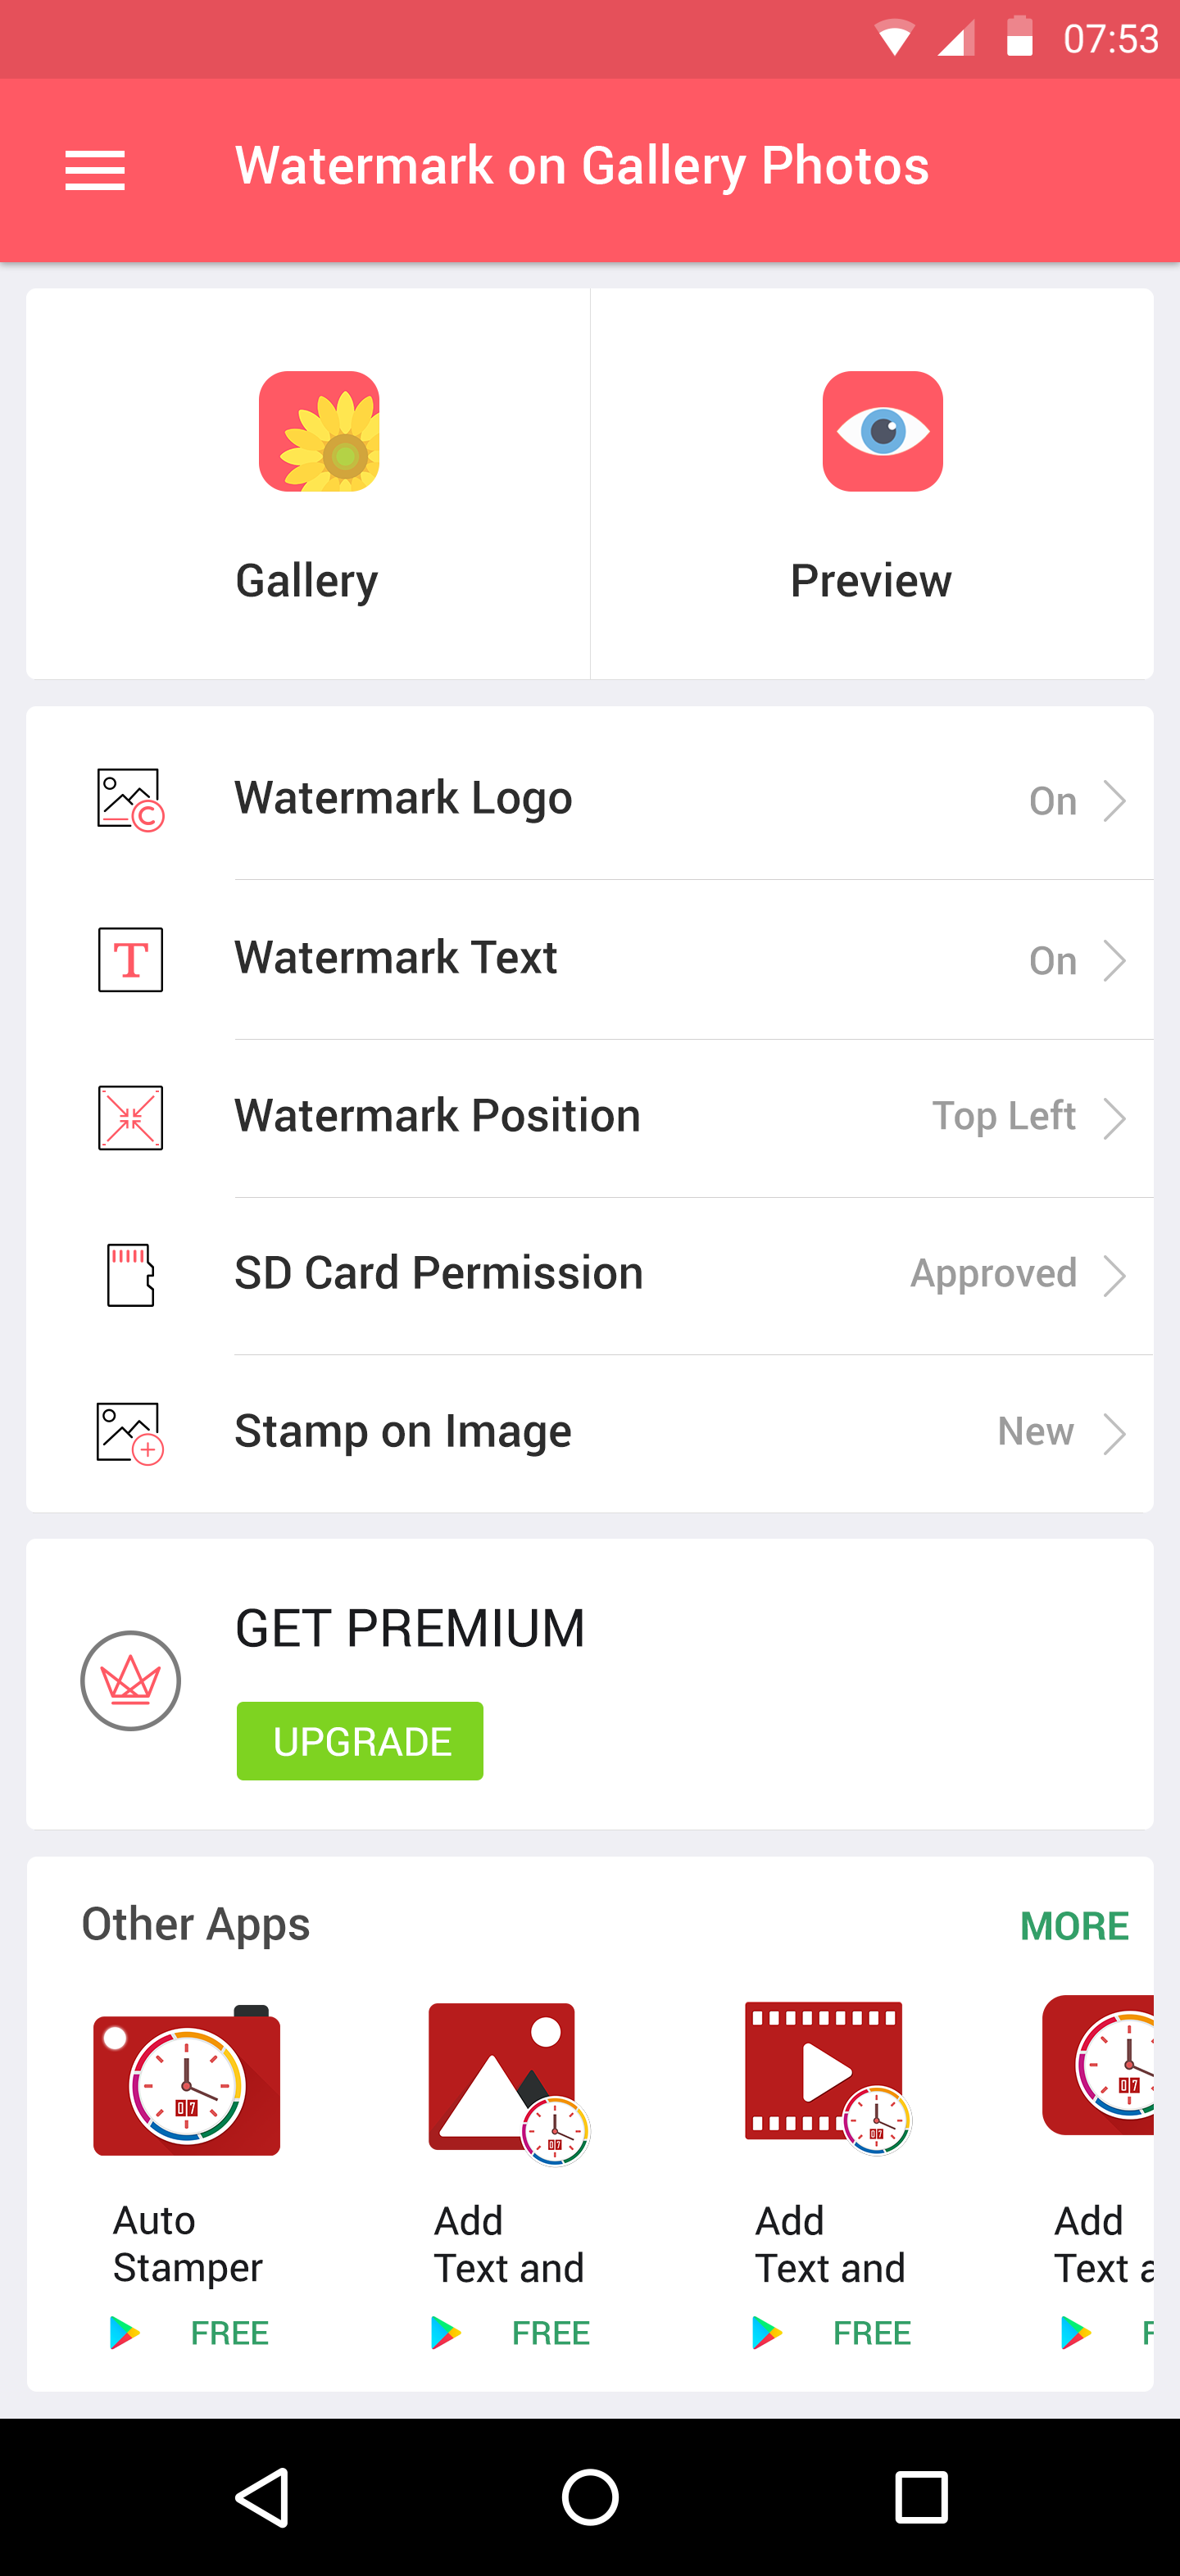 07:53
Watermark on Gallery Photos
Gallery
Preview
Watermark Logo
On
Watermark Text
On
Watermark Position
Top Left
SD Card Permission
Approved
Stamp on Image
New
GET PREMIUM
UPGRADE
Other Apps
MORE
Auto
Stamper
FREE
Add
Text and
FREE
Add
Text and
FREE
Add
Text a
F